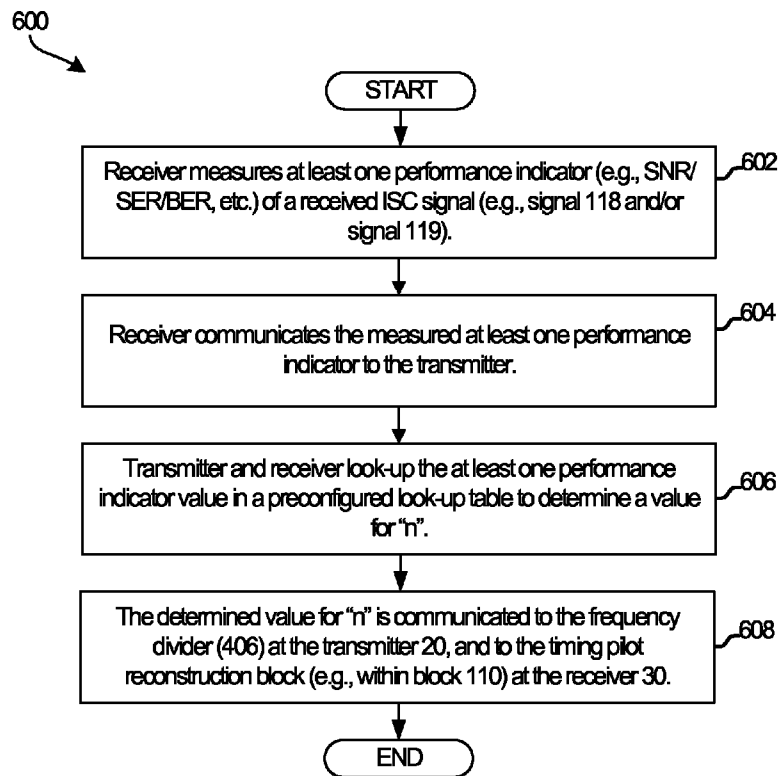 600
START
Receiver measures at least one performance indicator (e.g., SNR/
SER/BER, etc.) of a received ISC signal (e.g., signal 118 and/or
signal 119).
602
Receiver communicates the measured at least one performance
indicator to the transmitter.
604
Transmitter and receiver look-up the at least one performance
indicator value in a preconfigured look-up table to determine a value
for “n”.
606
The determined value for “n” is communicated to the frequency
divider (406) at the transmitter 20, and to the timing pilot
reconstruction block (e.g., within block 110) at the receiver 30.
608
END